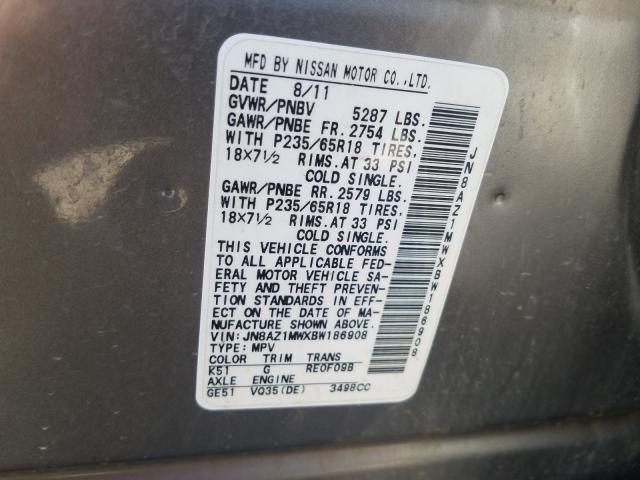 MFD BY NISSAN MOTOR CO.,LTD.
DATE 8/11
GVWR/PNBV 5287 LBS.
GAWR/PNBE FR. 2754 LBS.
WITH P235/65R18 TIRES,
18X7½ RIMS.AT 33 PSI
COLD SINGLE.
GAWR/PNBE RR. 2579 LBS.
WITH P235/65R18 TIRES,
18X7½ RIMS.AT 33 PSI
COLD SINGLE.
THIS VEHICLE CONFORMS
TO ALL APPLICABLE FED-
ERAL MOTOR VEHICLE SA-
FETY AND THEFT PREVEN-
TION STANDARDS IN EFF-
ECT ON THE DATE OF MA-
NUFACTURE SHOWN ABOVE.
VIN: JN8AZ1MWXBW186908
TYPE: MPV
COLOR TRIM TRANS
K51 G RE0F09B
AXLE ENGINE
GE51 VQ35(DE) 3498CC
JN8AZ1MWXBW186908